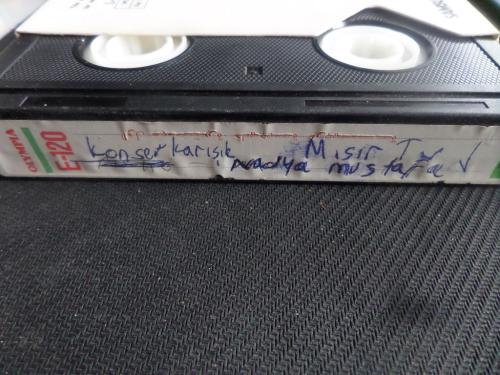 OLYMPIA
E-120
Konser Karışık Mısır TV
nadya mustafa